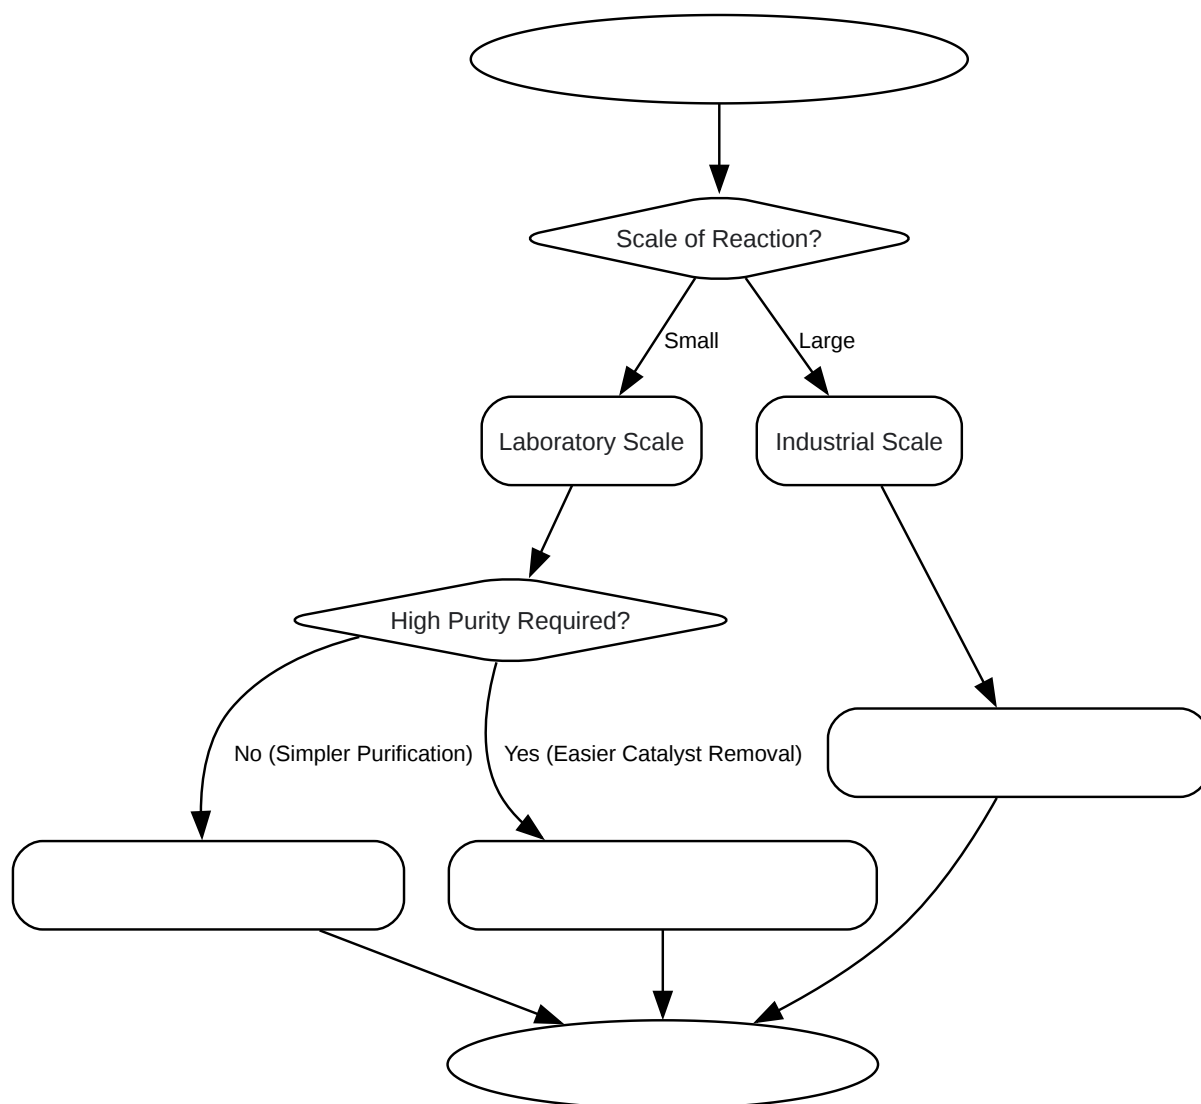 Scale of Reaction?
Small
Large
Laboratory Scale
Industrial Scale
High Purity Required?
No (Simpler Purification)
Yes (Easier Catalyst Removal)